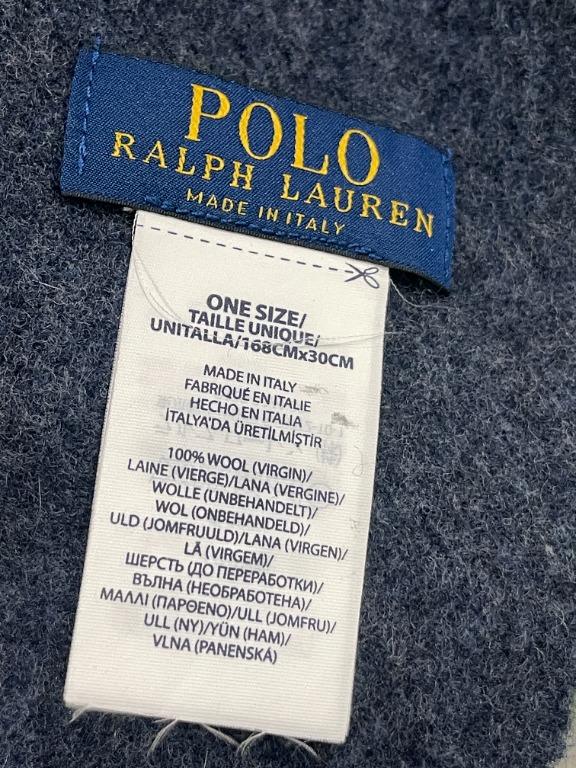 POLO
RALPH LAUREN
MADE IN ITALY
ONE SIZE/
TAILLE UNIQUE/
UNITALLA/168CMx30CM
MADE IN ITALY
FABRIQUÉ EN ITALIE
HECHO EN ITALIA
İTALYA'DA ÜRETİLMİŞTİR
100% WOOL (VIRGIN)/
LAINE (VIERGE)/LANA (VERGINE)/
WOLLE (UNBEHANDELT)/
WOL (ONBEHANDELD)/
ULD (JOMFRUULD)/LANA (VIRGEN)/
LÃ (VIRGEM)/
ШЕРСТЬ (ДО ПЕРЕРАБОТКИ)/
ВЪЛНА (НЕОБРАБОТЕНА)/
ΜΑΛΛΙ (ΠΑΡΘΕΝΟ)/ULL (JOMFRU)/
ULL (NY)/YÜN (HAM)/
VLNA (PANENSKÁ)